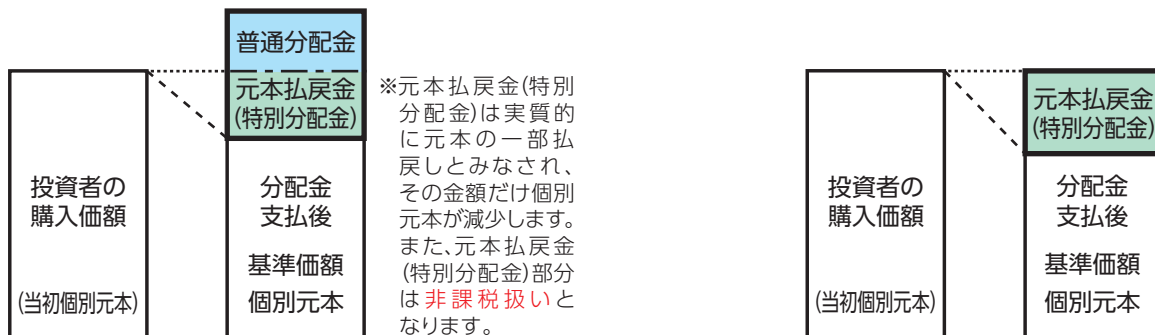 普通分配金
元本払戻金
(特別分配金)
投資者の
購入価額
(当初個別元本)
分配金
支払後
基準価額
個別元本
※元本払戻金(特別
分配金)は実質的
に元本の一部払
戻しとみなされ、
その金額だけ個別
元本が減少します。
また、元本払戻金
(特別分配金)部分
は非課税扱いと
なります。
元本払戻金
(特別分配金)
投資者の
購入価額
(当初個別元本)
分配金
支払後
基準価額
個別元本